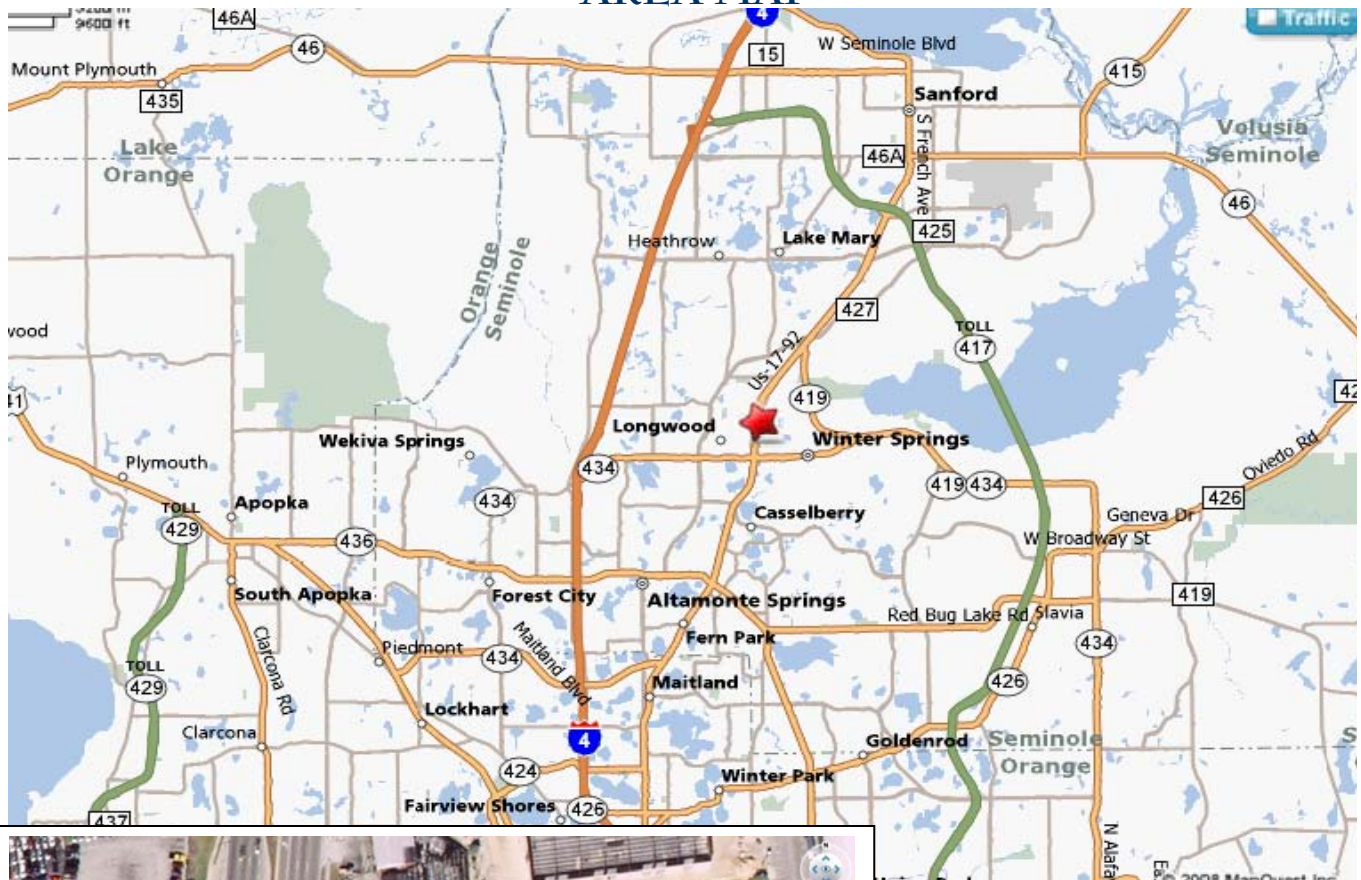 AREA MAP
9600 ft
46A
4
15
W Seminole Blvd
Traffic
46
415
Mount Plymouth
435
Sanford
Lake
Orange
S French Ave
Volusia
Seminole
46A
46
425
Orange
Seminole
Heathrow
Lake Mary
427
TOLL
417
Us-17-92
419
Longwood
Winter Springs
Wekiva Springs
434
Plymouth
434
419
434
Oviedo Rd
426
TOLL
429
Apopka
Casselberry
Geneva Dr
W Broadway St
436
South Apopka
Forest City
Altamonte Springs
419
Red Bug Lake Rd
Slavia
Fern Park
434
Piedmont
434
Maitland Blvd
TOLL
429
Clarcona Rd
Maitland
426
Lockhart
Clarcona
4
Goldenrod
Seminole
Orange
424
Winter Park
Fairview Shores
426
437
N Alafa
© 2008 MapQuest Inc